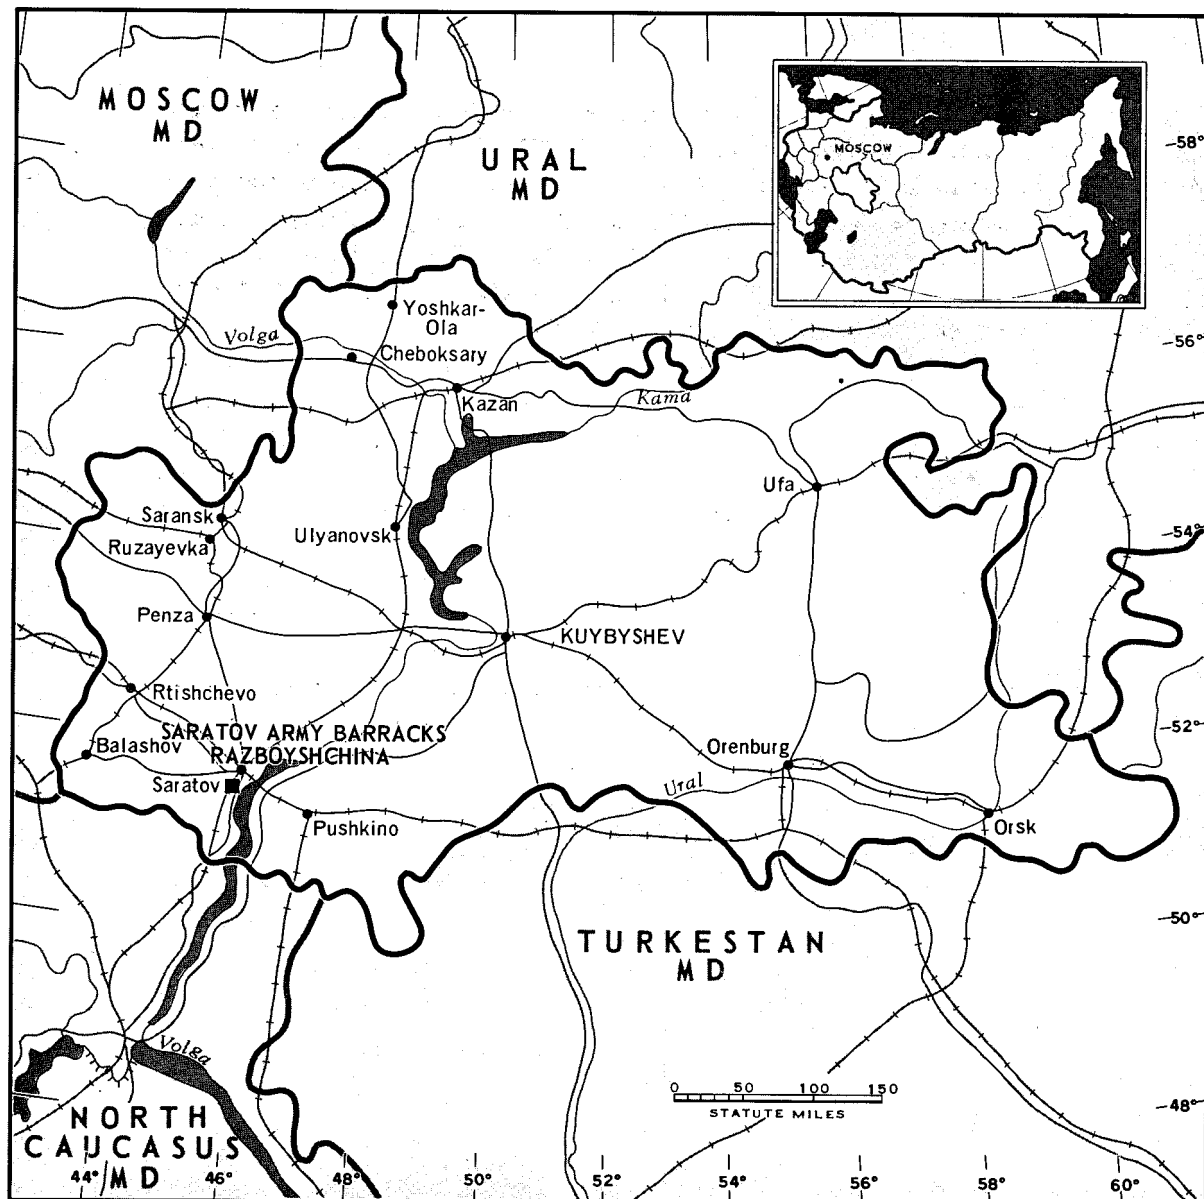 MOSCOW
MD
URAL
MD
MOSCOW
58°
Yoshkar-
Ola
Volga
Cheboksary
56°
Kama
Kazan
Ufa
Saransk
Ulyanovsk
Ruzayevka
54°
Penza
KUYBYSHEV
Rtishchevo
SARATOV ARMY BARRACKS
RAZBOYSHCHINA
Balashov
Orenburg
52°
Saratov
Ural
Pushkino
Orsk
50°
TURKESTAN
MD
Volga
0 50 100 150
STATUTE MILES
48°
NORTH
CAUCASUS
MD
44° 46° 48° 50° 52° 54° 56° 58° 60°